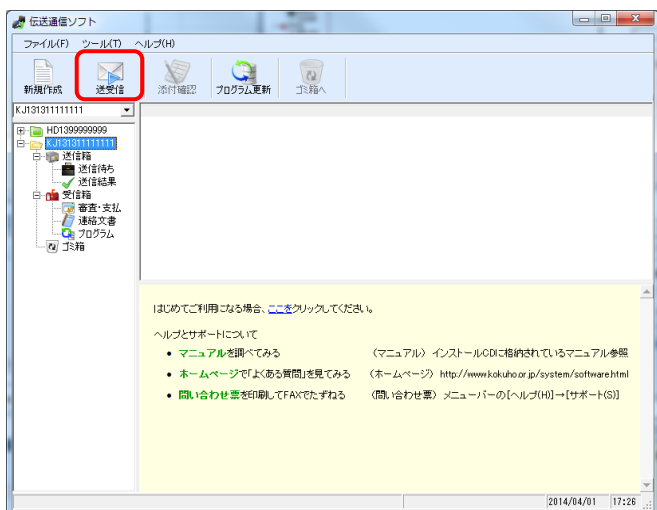 伝送通信ソフト
ファイル(F) ツール(T) ヘルプ(H)
新規作成 送受信 添付確認 プログラム更新 ゴミ箱へ
KJ131311111111
HD1399999999
KJ131311111111
送信箱
送信待ち
送信結果
受信箱
審査・支払
連絡文書
プログラム
ゴミ箱
はじめてご利用になる場合、ここをクリックしてください。
ヘルプとサポートについて
• マニュアルを調べてみる (マニュアル) インストールCDに格納されているマニュアル参照
• ホームページで「よくある質問」を見てみる (ホームページ) http://www.kokuho.or.jp/system/software.html
• 問い合わせ票を印刷してFAXでたずねる (問い合わせ票) メニューバーの[ヘルプ(H)]→[サポート(S)]
2014/04/01 17:26